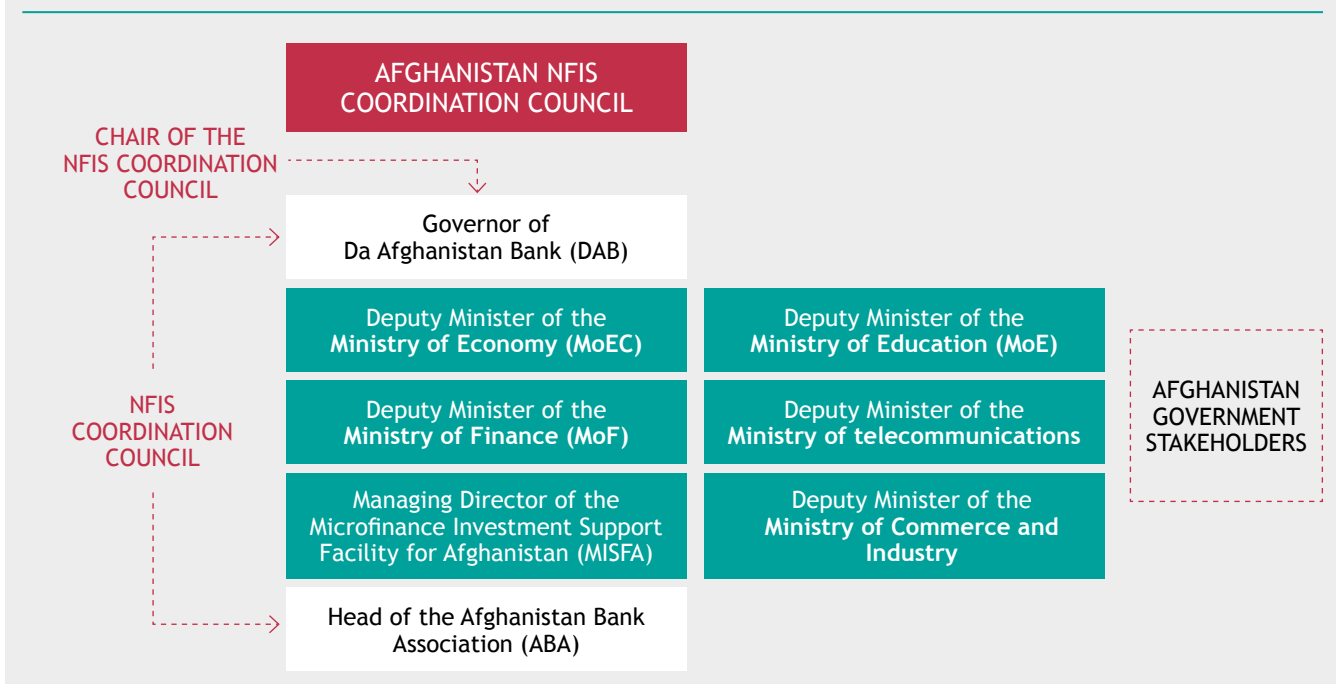 AFGHANISTAN NFIS
COORDINATION COUNCIL
CHAIR OF THE
NFIS COORDINATION
COUNCIL
Governor of
Da Afghanistan Bank (DAB)
Deputy Minister of the
Ministry of Economy (MoEC)
Deputy Minister of the
Ministry of Education (MoE)
NFIS
COORDINATION
COUNCIL
Deputy Minister of the
Ministry of Finance (MoF)
Deputy Minister of the
Ministry of telecommunications
AFGHANISTAN
GOVERNMENT
STAKEHOLDERS
Managing Director of the
Microfinance Investment Support
Facility for Afghanistan (MISFA)
Deputy Minister of the
Ministry of Commerce and
Industry
Head of the Afghanistan Bank
Association (ABA)